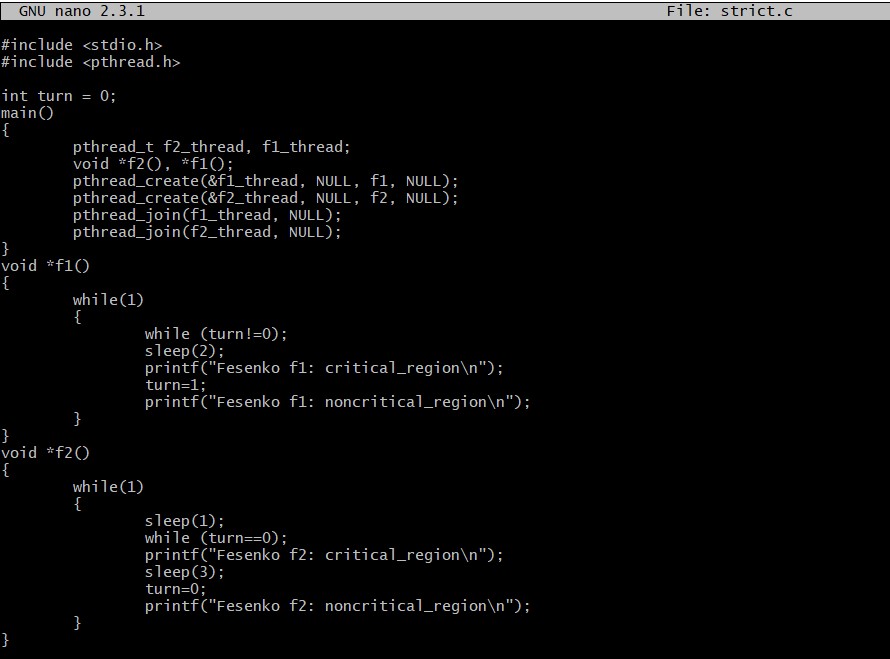 GNU nano 2.3.1 File: strict.c
#include <stdio.h>
#include <pthread.h>
int turn = 0;
main()
{
pthread_t f2_thread, f1_thread;
void *f2(), *f1();
pthread_create(&f1_thread, NULL, f1, NULL);
pthread_create(&f2_thread, NULL, f2, NULL);
pthread_join(f1_thread, NULL);
pthread_join(f2_thread, NULL);
}
void *f1()
{
while(1)
{
while (turn!=0);
sleep(2);
printf("Fesenko f1: critical_region\n");
turn=1;
printf("Fesenko f1: noncritical_region\n");
}
}
void *f2()
{
while(1)
{
sleep(1);
while (turn==0);
printf("Fesenko f2: critical_region\n");
sleep(3);
turn=0;
printf("Fesenko f2: noncritical_region\n");
}
}